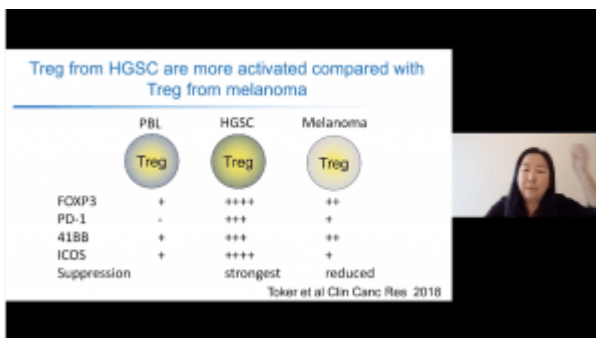 Treg from HGSC are more activated compared with
Treg from melanoma
PBL HGSC Melanoma
Treg Treg Treg
FOXP3 + ++++ ++
PD-1 - +++ +
41BB + +++ ++
ICOS + ++++ +
Suppression strongest reduced
Toker et al Clin Canc Res 2018